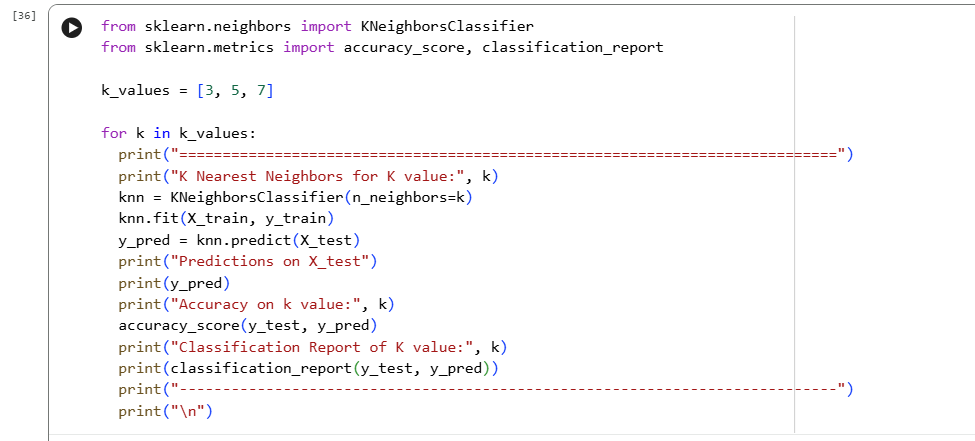 [36]
from sklearn.neighbors import KNeighborsClassifier
from sklearn.metrics import accuracy_score, classification_report
k_values = [3, 5, 7]
for k in k_values:
  print("============================================================================")
  print("K Nearest Neighbors for K value:", k)
  knn = KNeighborsClassifier(n_neighbors=k)
  knn.fit(X_train, y_train)
  y_pred = knn.predict(X_test)
  print("Predictions on X_test")
  print(y_pred)
  print("Accuracy on k value:", k)
  accuracy_score(y_test, y_pred)
  print("Classification Report of K value:", k)
  print(classification_report(y_test, y_pred))
  print("----------------------------------------------------------------------------")
  print("\n")